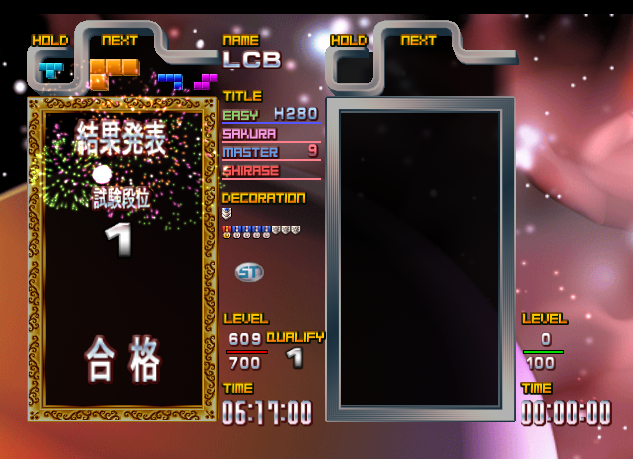 HOLD
NEXT
NAME
LCB
HOLD
NEXT
TITLE
EASY H280
SAKURA
MASTER 9
SHIRASE
DECORATION
ST
結果発表
試験段位
1
合格
LEVEL
609
700
QUALIFY
1
TIME
06:17:00
LEVEL
0
100
TIME
00:00:00